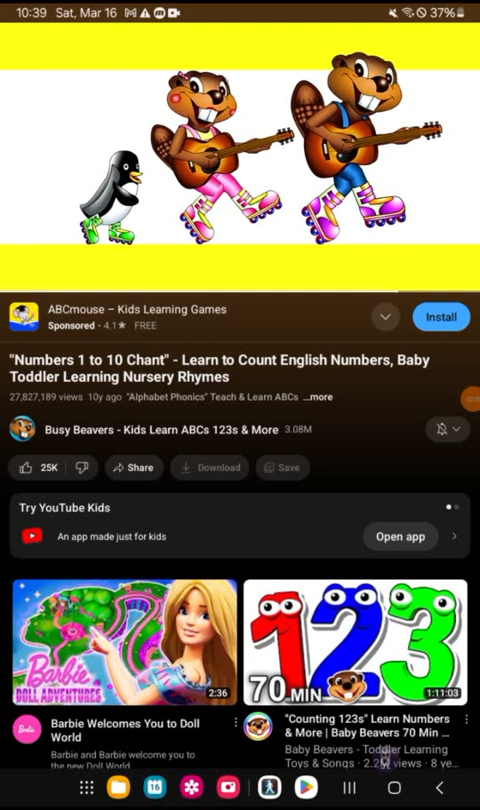 10:39 Sat, Mar 16
37%
ABCmouse – Kids Learning Games
Sponsored • 4.1★ FREE
Install
"Numbers 1 to 10 Chant" - Learn to Count English Numbers, Baby
Toddler Learning Nursery Rhymes
27,827,189 views 10y ago "Alphabet Phonics" Teach & Learn ABCs ...more
Busy Beavers - Kids Learn ABCs 123s & More 3.08M
25K
Share
Download
Save
Try YouTube Kids
An app made just for kids
Open app
Barbie
DOLL ADVENTURES
2:36
1 2 3
70 MIN
1:11:03
Barbie
Barbie Welcomes You to Doll
World
Barbie and Barbie welcome you to
the new Doll World
"Counting 123s" Learn Numbers
& More | Baby Beavers 70 Min ...
Baby Beavers - Toddler Learning
Toys & Songs
views • 8 ye...
16